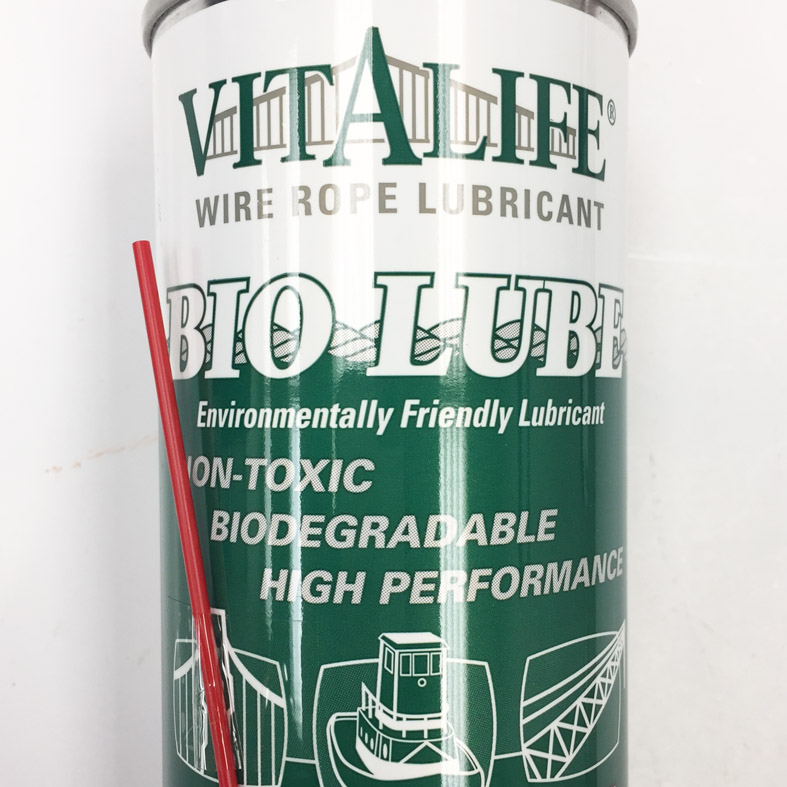 VITALIFE®
WIRE ROPE LUBRICANT
BIO LUBE
Environmentally Friendly Lubricant
ON-TOXIC
BIODEGRADABLE
HIGH PERFORMANCE